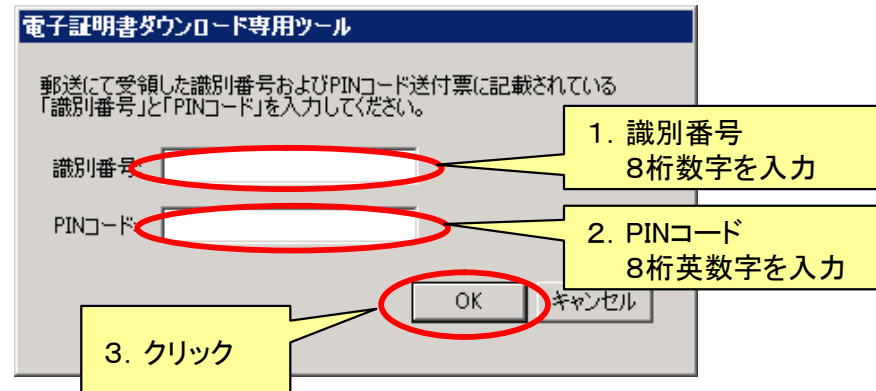 電子証明書ダウンロード専用ツール
郵送にて受領した識別番号およびPINコード送付票に記載されている
「識別番号」と「PINコード」を入力してください。
識別番号:
1．識別番号
8桁数字を入力
PINコード:
2．PINコード
8桁英数字を入力
OK
キャンセル
3．クリック